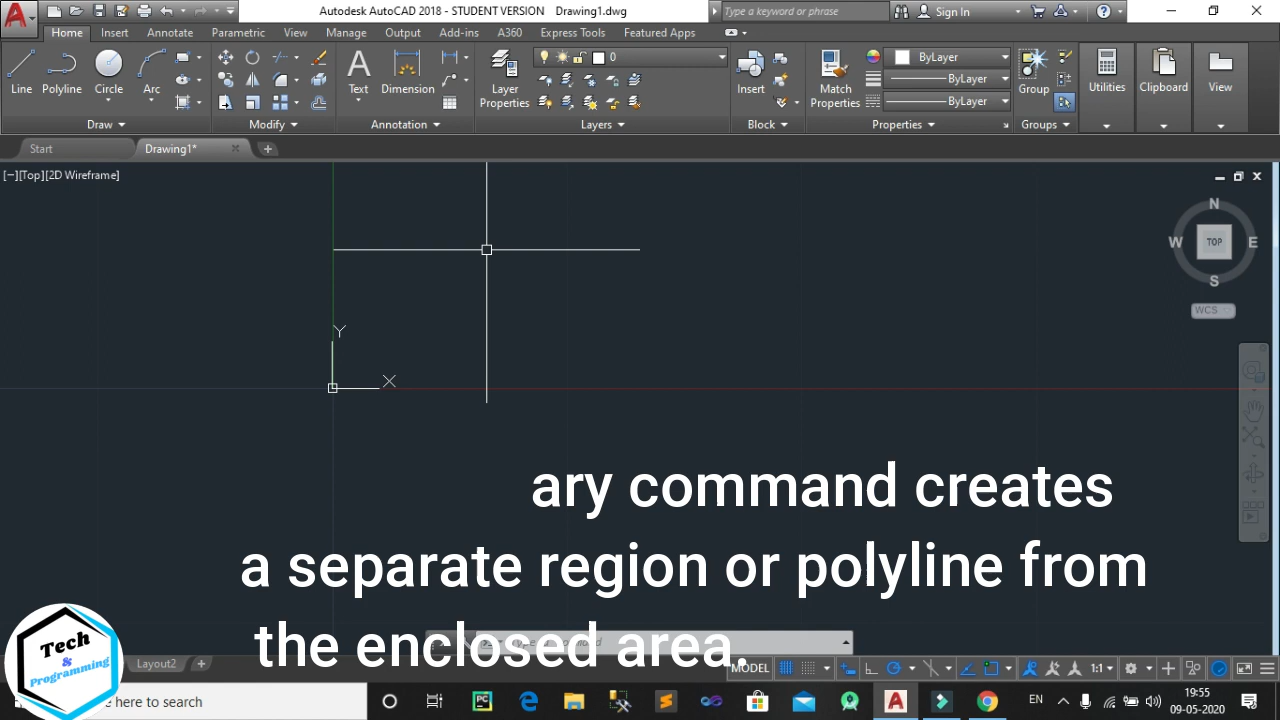 Autodesk AutoCAD 2018 - STUDENT VERSION Drawing1.dwg
Type a keyword or phrase
Sign In
Home Insert Annotate Parametric View Manage Output Add-ins A360 Express Tools Featured Apps
0
ByLayer
ByLayer
ByLayer
Line Polyline Circle Arc
Text Dimension
Layer Properties
Insert
Match Properties
Group
Utilities
Clipboard
View
Draw
Modify
Annotation
Layers
Block
Properties
Groups
Start
Drawing1*
[−][Top][2D Wireframe]
N
W TOP E
S
WCS
Y
X
ary command creates
a separate region or polyline from
the enclosed area.
Layout2
MODEL
1:1
Tech
&
Programming
here to search
EN
19:55
09-05-2020